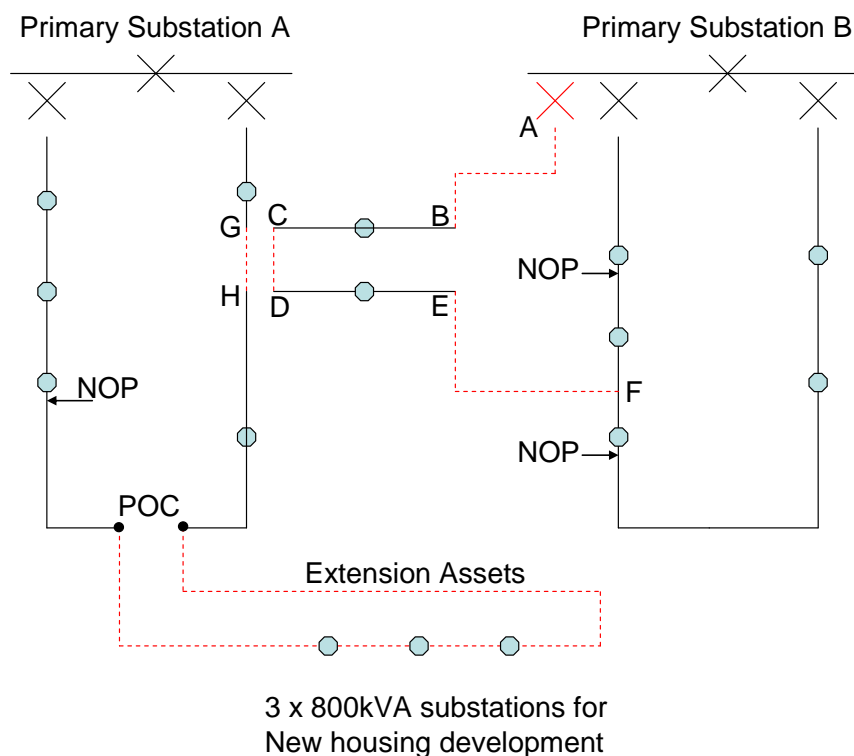 Primary Substation A
Primary Substation B
A
G
C
B
NOP
H
D
E
NOP
F
NOP
POC
Extension Assets
3 x 800kVA substations for
New housing development